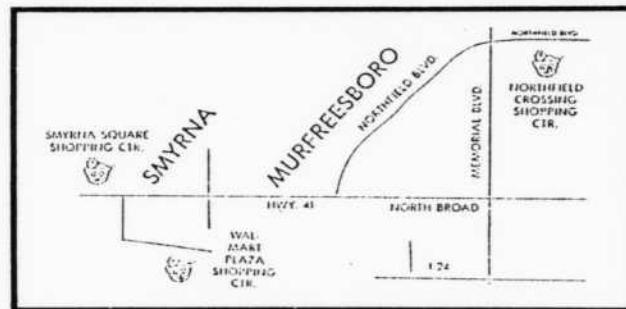 NORTHFIELD BLVD.
NORTHFIELD
CROSSING
SHOPPING
CTR.
NORTHFIELD BLVD.
MEMORIAL BLVD.
MURFREESBORO
SMYRNA
SMYRNA SQUARE
SHOPPING CTR.
HWY. 41
NORTH BROAD
WAL-
MART
PLAZA
SHOPPING
CTR.
I-24